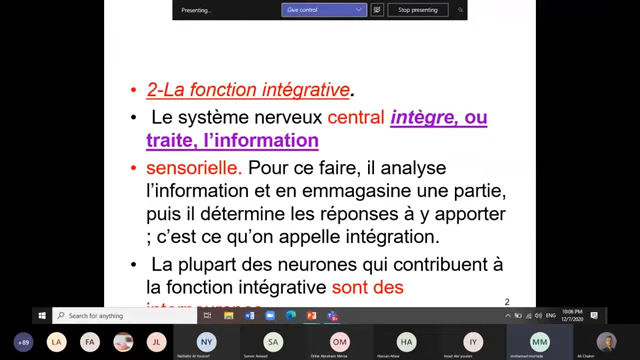 Presenting...
Give control
Stop presenting
• 2-La fonction intégrative.
• Le système nerveux central intègre, ou
traite, l’information
• sensorielle. Pour ce faire, il analyse
l’information et en emmagasine une partie,
puis il détermine les réponses à y apporter
; c’est ce qu’on appelle intégration.
• La plupart des neurones qui contribuent à
la fonction intégrative sont des
2
Search for anything
ENG
10:06 PM
12/7/2020
+89
LA
FA
JL
NY
SA
OM
HA
IY
MM
Ali Chaker